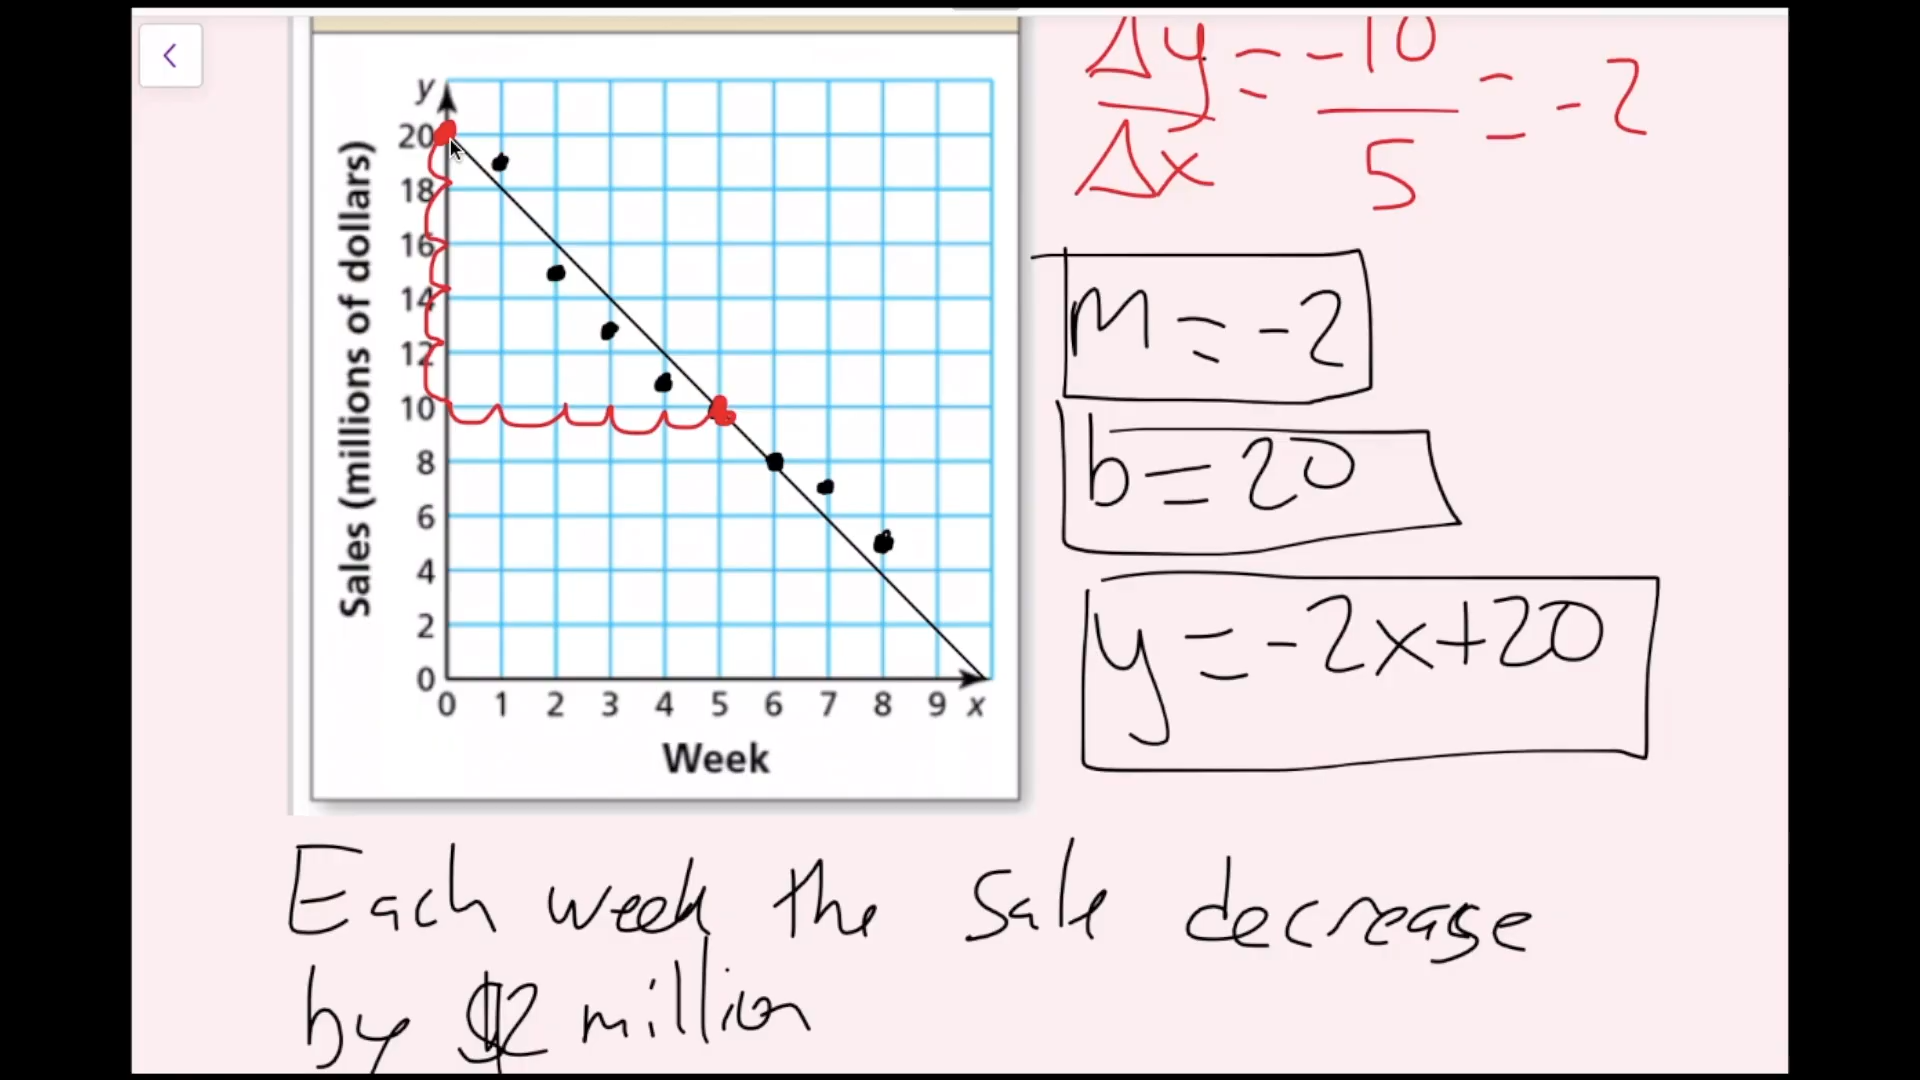 y
20
18
16
14
12
10
8
6
4
2
0
0 1 2 3 4 5 6 7 8 9 x
Sales (millions of dollars)
Week
Δy/Δx = -10/5 = -2
m = -2
b = 20
y = -2x+20
Each week the sale decrease
by $2 million